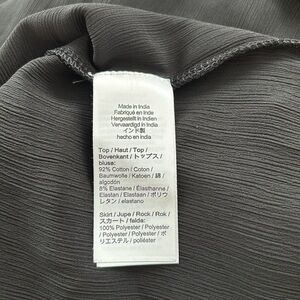 Made in India
Fabriqué en Inde
Hergestellt in Indien
Vervaardigd in India
インド製
hecho en India
Top / Haut / Top /
Bovenkant / トップス /
blusa:
92% Cotton / Coton /
Baumwolle / Katoen / 綿 /
algodón
8% Elastane / Élasthanne /
Elastan / Elastaan / ポリウ
レタン / elastano
Skirt / Jupe / Rock / Rok /
スカート / falda:
100% Polyester / Polyester /
Polyester / Polyester / ポ
リエステル / poliéster